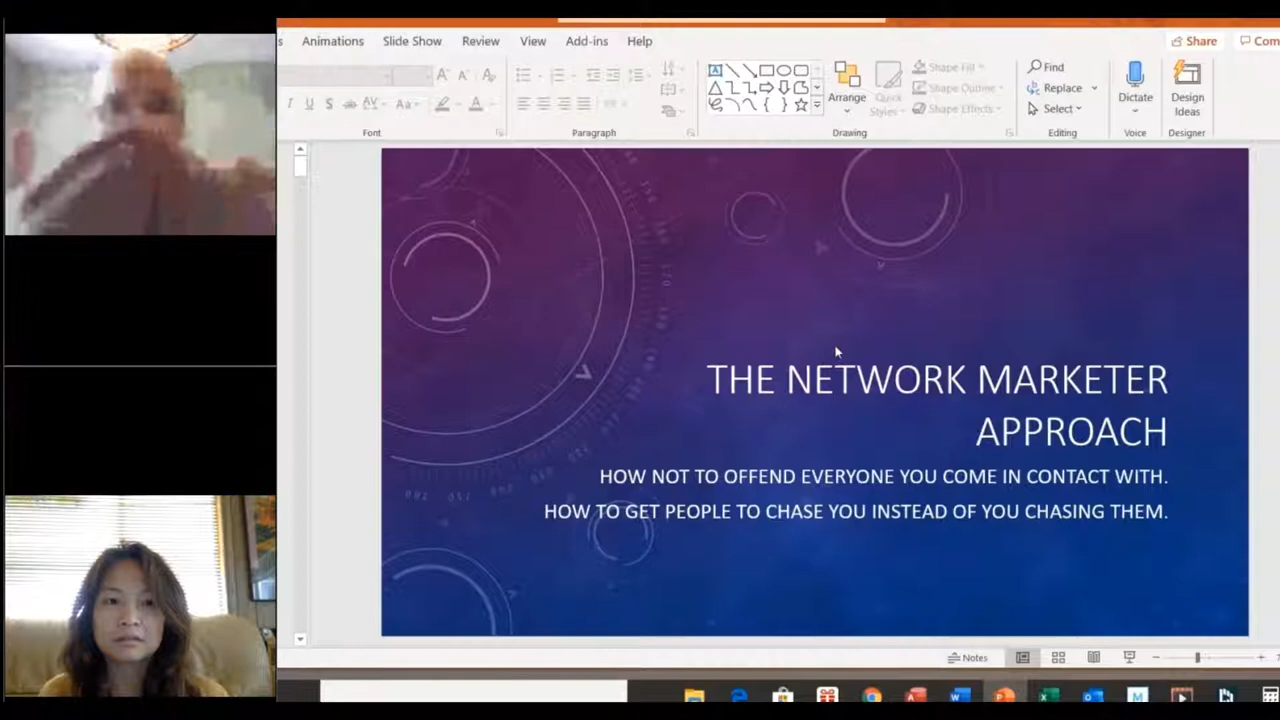 s Animations Slide Show Review View Add-ins Help Share Com
Find
Shape Fill
Replace
Arrange Quick Styles Shape Outline Dictate Design Ideas
Select
Shape Effects
Font Paragraph Drawing Editing Voice Designer
THE NETWORK MARKETER
APPROACH
HOW NOT TO OFFEND EVERYONE YOU COME IN CONTACT WITH.
HOW TO GET PEOPLE TO CHASE YOU INSTEAD OF YOU CHASING THEM.
Notes